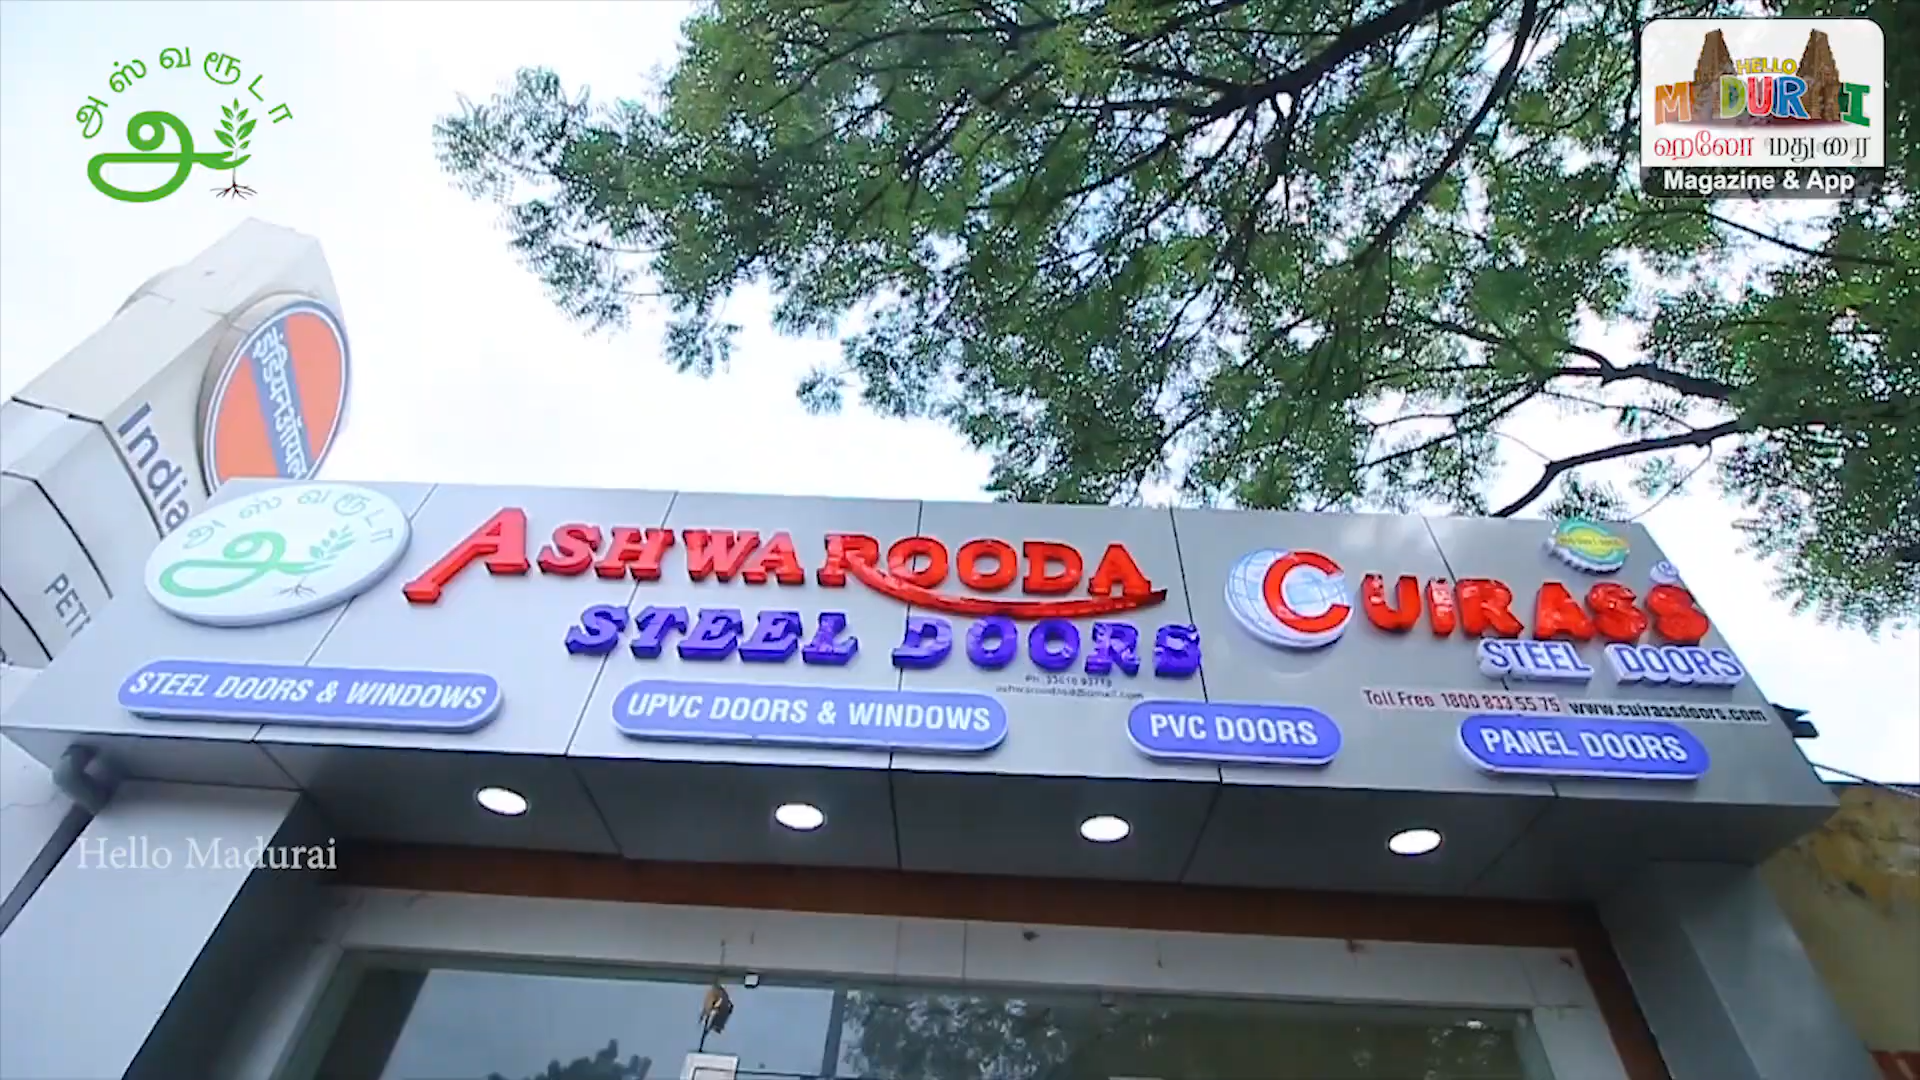 அஸ்வரூடா
HELLO
MADURAI
ஹலோ மதுரை
Magazine & App
इंडियनऑयल
India
PET
அஸ்வரூடா
ASHWAROODA
STEEL DOORS
CUIRASS
STEEL DOORS
Toll Free 1800 833 55 75 www.cuirassdoors.com
STEEL DOORS & WINDOWS
UPVC DOORS & WINDOWS
PVC DOORS
PANEL DOORS
Hello Madurai